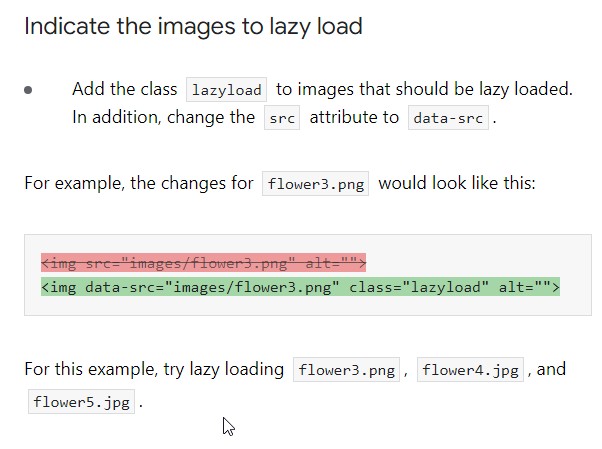 Indicate the images to lazy load
Add the class lazyload to images that should be lazy loaded.
In addition, change the src attribute to data-src .
For example, the changes for flower3.png would look like this:
<img src="images/flower3.png" alt="">
<img data-src="images/flower3.png" class="lazyload" alt="">
For this example, try lazy loading flower3.png , flower4.jpg , and
flower5.jpg .